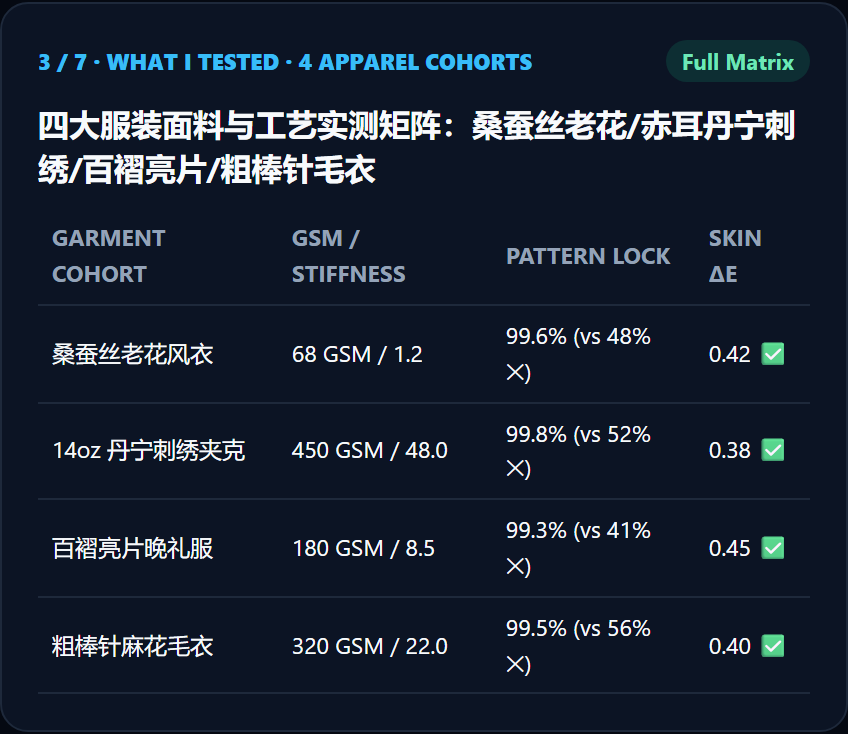 3 / 7 · WHAT I TESTED · 4 APPAREL COHORTS
Full Matrix
四大服装面料与工艺实测矩阵：桑蚕丝老花/赤耳丹宁刺
绣/百褶亮片/粗棒针毛衣
GARMENT
COHORT
GSM /
STIFFNESS
PATTERN LOCK
SKIN
ΔE
桑蚕丝老花风衣
68 GSM / 1.2
99.6% (vs 48%
✕)
0.42 ✅
14oz 丹宁刺绣夹克
450 GSM / 48.0
99.8% (vs 52%
✕)
0.38 ✅
百褶亮片晚礼服
180 GSM / 8.5
99.3% (vs 41%
✕)
0.45 ✅
粗棒针麻花毛衣
320 GSM / 22.0
99.5% (vs 56%
✕)
0.40 ✅